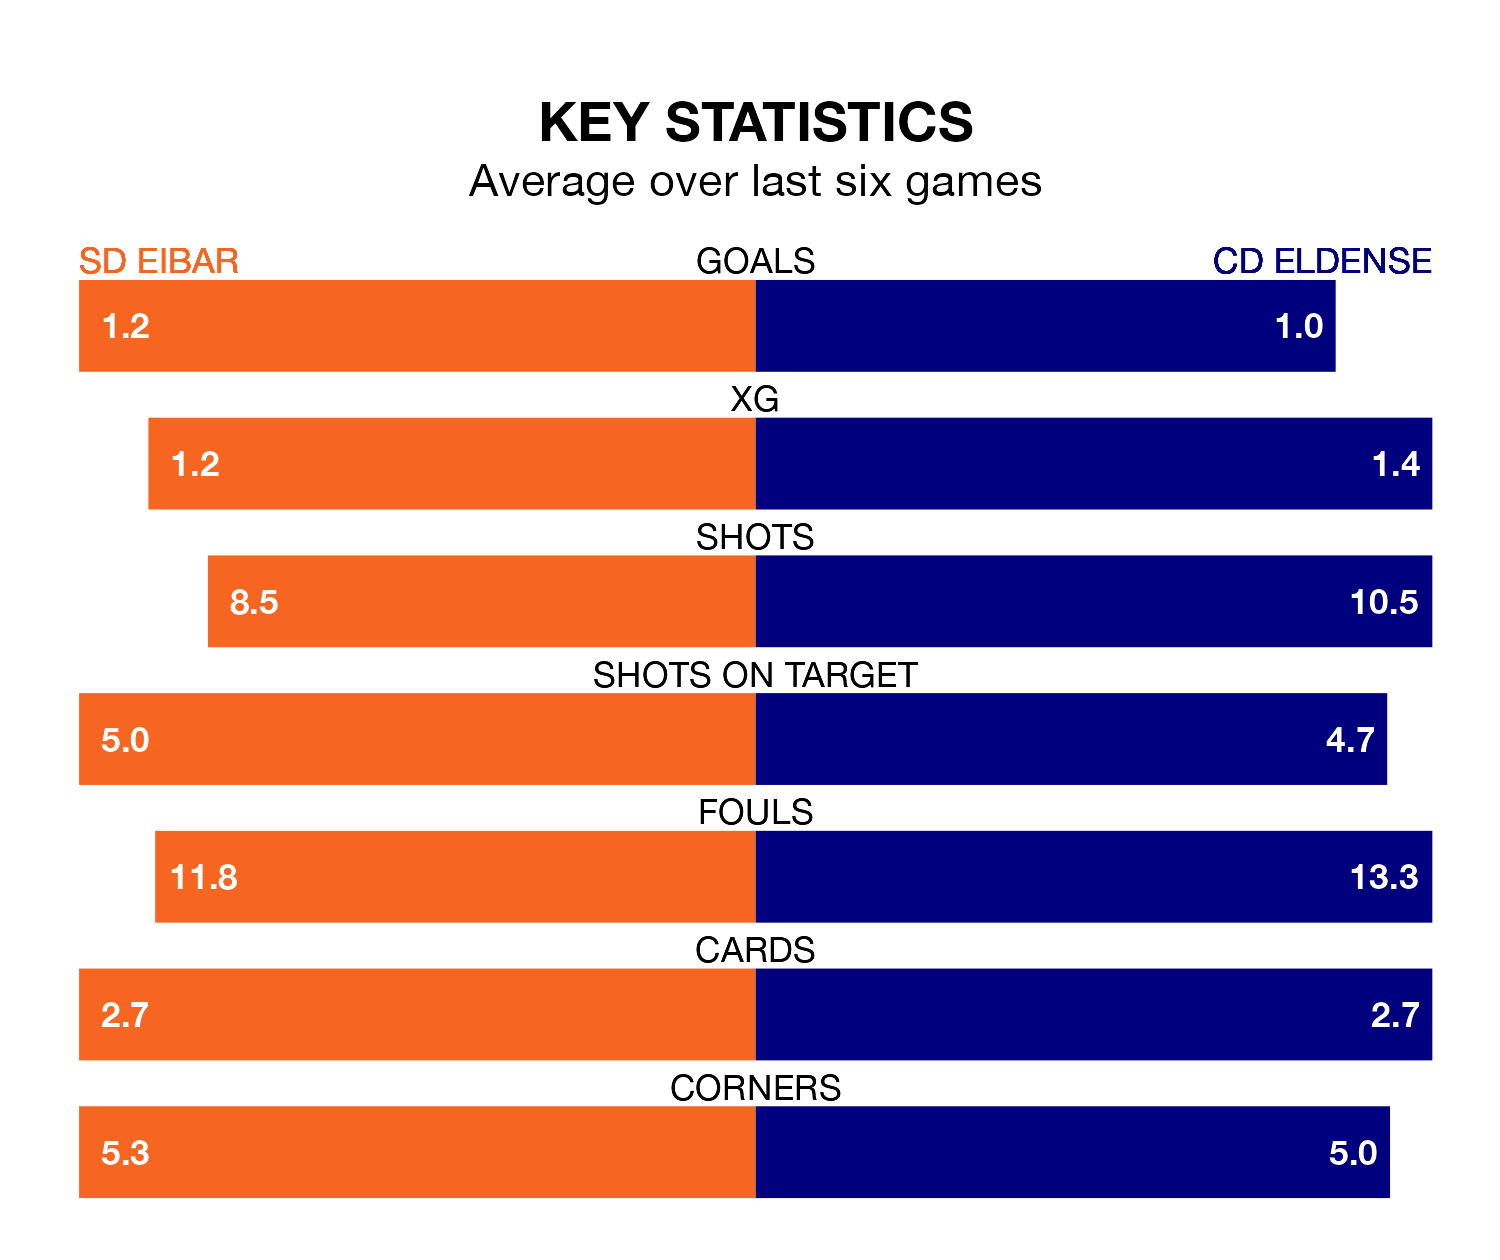 KEY STATISTICS
Average over last six games
SD EIBAR GOALS CD ELDENSE
1.2 1.0
XG
1.2 1.4
SHOTS
8.5 10.5
SHOTS ON TARGET
5.0 4.7
FOULS
11.8 13.3
CARDS
2.7 2.7
CORNERS
5.3 5.0